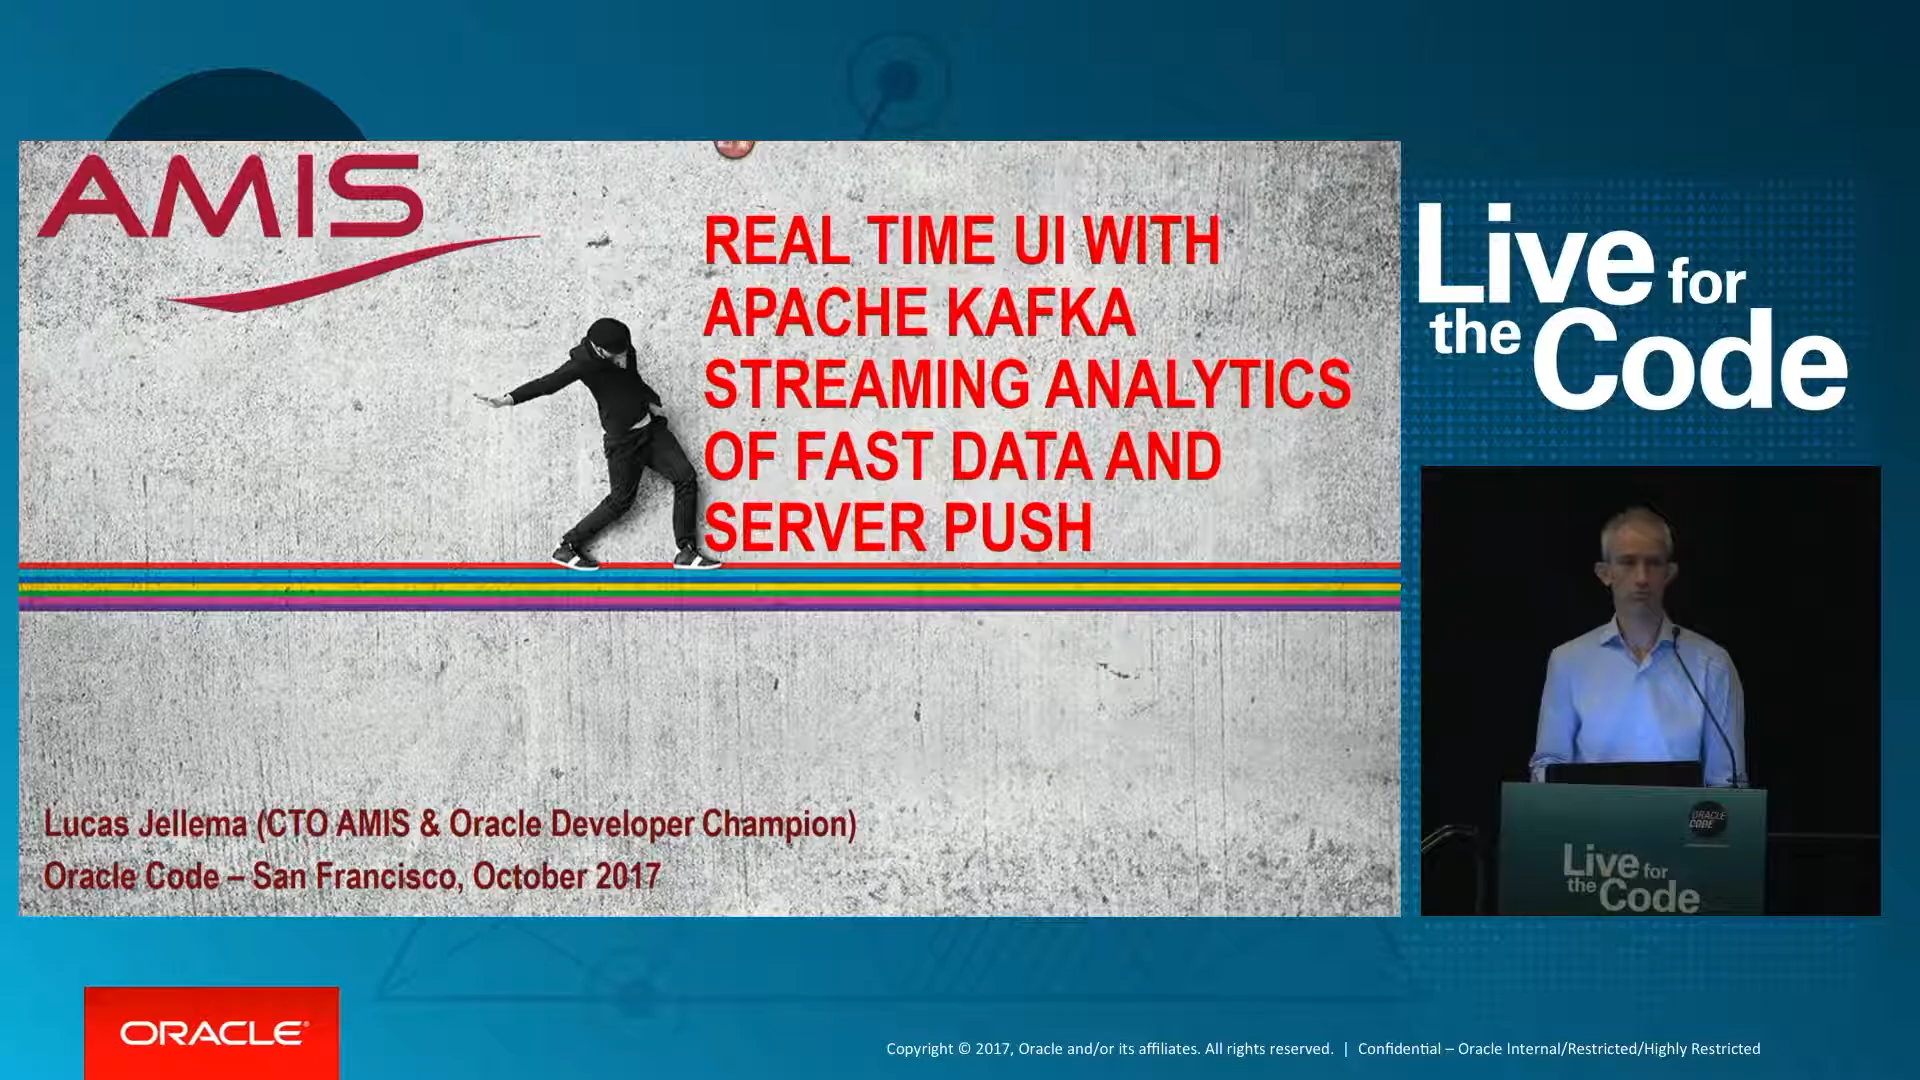 AMIS
REAL TIME UI WITH
APACHE KAFKA
STREAMING ANALYTICS
OF FAST DATA AND
SERVER PUSH
Lucas Jellema (CTO AMIS & Oracle Developer Champion)
Oracle Code – San Francisco, October 2017
Live for
the Code
ORACLE
CODE
Live for
the Code
ORACLE
Copyright © 2017, Oracle and/or its affiliates. All rights reserved. | Confidential – Oracle Internal/Restricted/Highly Restricted